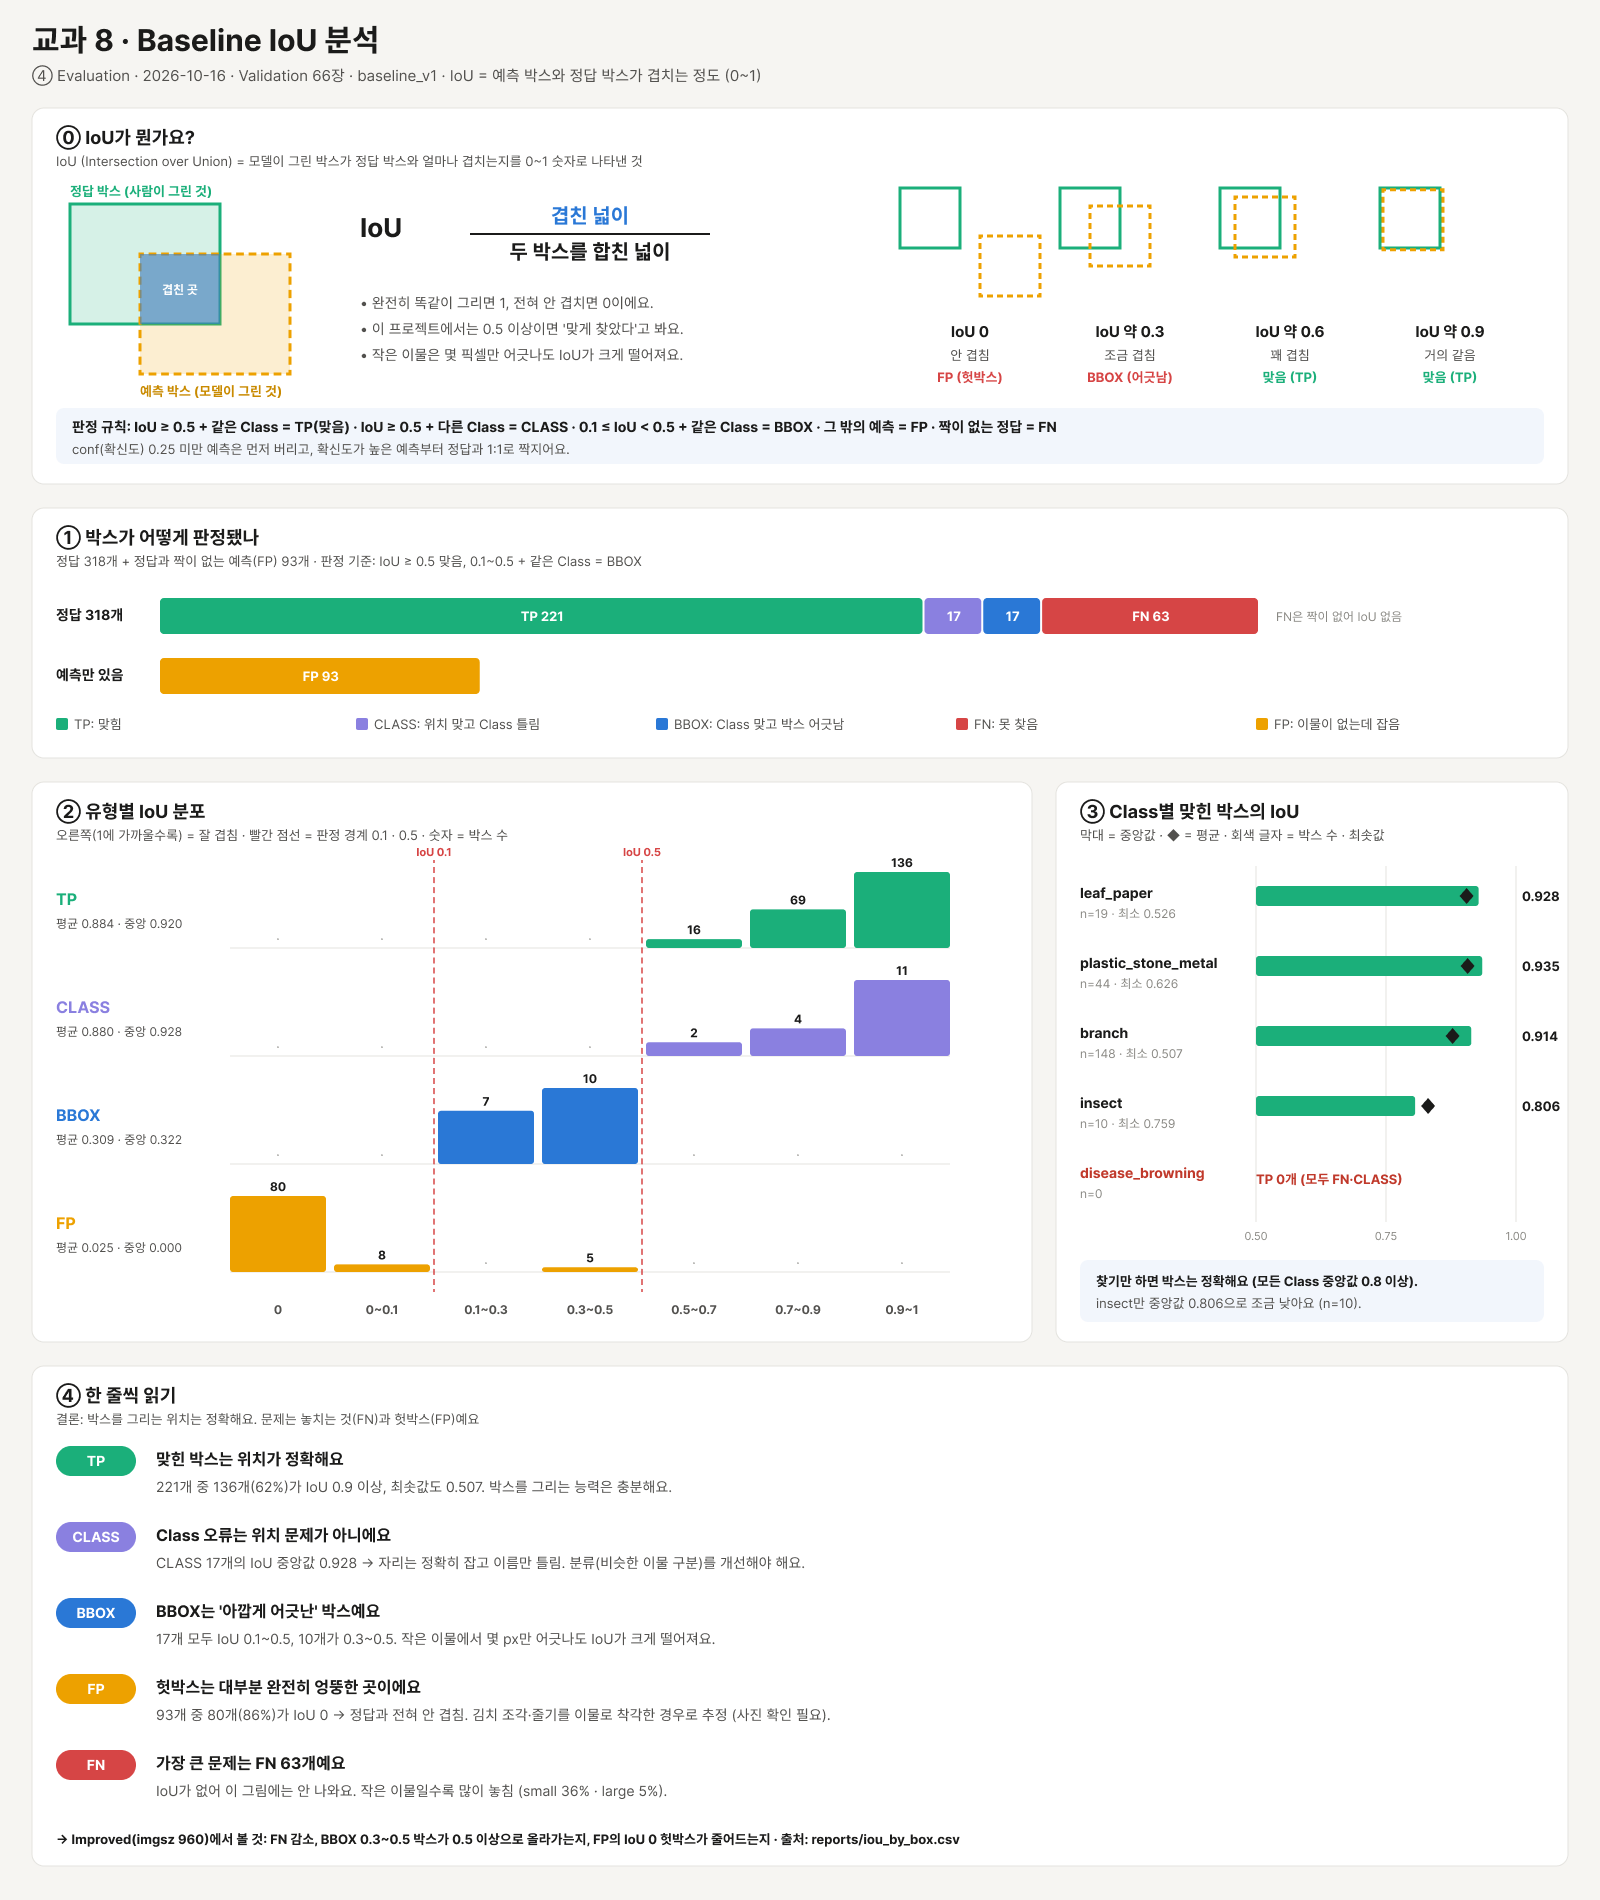 교과 8 · Baseline IoU 분석
④ Evaluation · 2026-10-16 · Validation 66장 · baseline_v1 · IoU = 예측 박스와 정답 박스가 겹치는 정도 (0~1)
⓪ IoU가 뭔가요?
IoU (Intersection over Union) = 모델이 그린 박스가 정답 박스와 얼마나 겹치는지를 0~1 숫자로 나타낸 것
정답 박스 (사람이 그린 것)
겹친 곳
예측 박스 (모델이 그린 것)
IoU
겹친 넓이
두 박스를 합친 넓이
• 완전히 똑같이 그리면 1, 전혀 안 겹치면 0이에요.
• 이 프로젝트에서는 0.5 이상이면 '맞게 찾았다'고 봐요.
• 작은 이물은 몇 픽셀만 어긋나도 IoU가 크게 떨어져요.
IoU 0
안 겹침
FP (헛박스)
IoU 약 0.3
조금 겹침
BBOX (어긋남)
IoU 약 0.6
꽤 겹침
맞음 (TP)
IoU 약 0.9
거의 같음
맞음 (TP)
판정 규칙: IoU ≥ 0.5 + 같은 Class = TP(맞음) · IoU ≥ 0.5 + 다른 Class = CLASS · 0.1 ≤ IoU < 0.5 + 같은 Class = BBOX · 그 밖의 예측 = FP · 짝이 없는 정답 = FN
conf(확신도) 0.25 미만 예측은 먼저 버리고, 확신도가 높은 예측부터 정답과 1:1로 짝지어요.
① 박스가 어떻게 판정됐나
정답 318개 + 정답과 짝이 없는 예측(FP) 93개 · 판정 기준: IoU ≥ 0.5 맞음, 0.1~0.5 + 같은 Class = BBOX
정답 318개
TP 221
17
17
FN 63
FN은 짝이 없어 IoU 없음
예측만 있음
FP 93
TP: 맞힘
CLASS: 위치 맞고 Class 틀림
BBOX: Class 맞고 박스 어긋남
FN: 못 찾음
FP: 이물이 없는데 잡음
② 유형별 IoU 분포
오른쪽(1에 가까울수록) = 잘 겹침 · 빨간 점선 = 판정 경계 0.1 · 0.5 · 숫자 = 박스 수
IoU 0.1
IoU 0.5
TP
평균 0.884 · 중앙 0.920
16
69
136
CLASS
평균 0.880 · 중앙 0.928
2
4
11
BBOX
평균 0.309 · 중앙 0.322
7
10
FP
평균 0.025 · 중앙 0.000
80
8
5
0
0~0.1
0.1~0.3
0.3~0.5
0.5~0.7
0.7~0.9
0.9~1
③ Class별 맞힌 박스의 IoU
막대 = 중앙값 · ◆ = 평균 · 회색 글자 = 박스 수 · 최솟값
leaf_paper
n=19 · 최소 0.526
0.928
plastic_stone_metal
n=44 · 최소 0.626
0.935
branch
n=148 · 최소 0.507
0.914
insect
n=10 · 최소 0.759
0.806
disease_browning
n=0
TP 0개 (모두 FN·CLASS)
0.50
0.75
1.00
찾기만 하면 박스는 정확해요 (모든 Class 중앙값 0.8 이상).
insect만 중앙값 0.806으로 조금 낮아요 (n=10).
④ 한 줄씩 읽기
결론: 박스를 그리는 위치는 정확해요. 문제는 놓치는 것(FN)과 헛박스(FP)예요
TP
맞힌 박스는 위치가 정확해요
221개 중 136개(62%)가 IoU 0.9 이상, 최솟값도 0.507. 박스를 그리는 능력은 충분해요.
CLASS
Class 오류는 위치 문제가 아니에요
CLASS 17개의 IoU 중앙값 0.928 → 자리는 정확히 잡고 이름만 틀림. 분류(비슷한 이물 구분)를 개선해야 해요.
BBOX
BBOX는 '아깝게 어긋난' 박스예요
17개 모두 IoU 0.1~0.5, 10개가 0.3~0.5. 작은 이물에서 몇 px만 어긋나도 IoU가 크게 떨어져요.
FP
헛박스는 대부분 완전히 엉뚱한 곳이에요
93개 중 80개(86%)가 IoU 0 → 정답과 전혀 안 겹침. 김치 조각·줄기를 이물로 착각한 경우로 추정 (사진 확인 필요).
FN
가장 큰 문제는 FN 63개예요
IoU가 없어 이 그림에는 안 나와요. 작은 이물일수록 많이 놓침 (small 36% · large 5%).
→ Improved(imgsz 960)에서 볼 것: FN 감소, BBOX 0.3~0.5 박스가 0.5 이상으로 올라가는지, FP의 IoU 0 헛박스가 줄어드는지 · 출처: reports/iou_by_box.csv